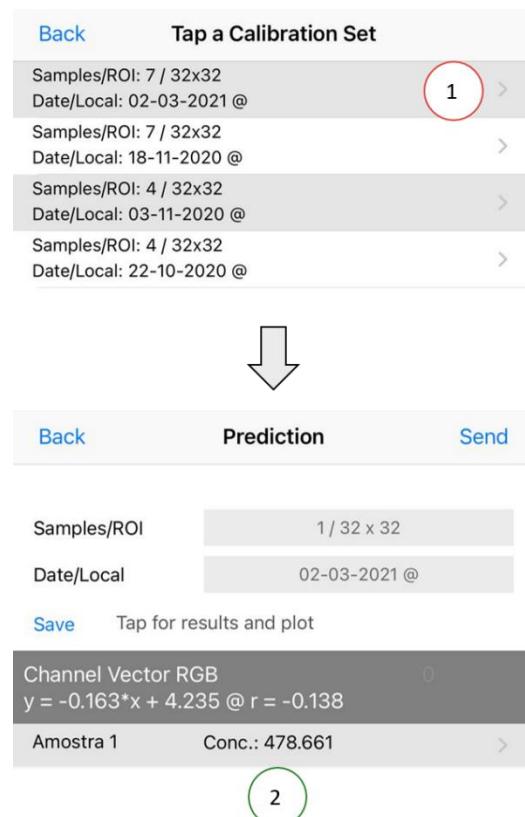 Back Tap a Calibration Set
Samples/ROI: 7 / 32x32
Date/Local: 02-03-2021 @
1
Samples/ROI: 7 / 32x32
Date/Local: 18-11-2020 @
Samples/ROI: 4 / 32x32
Date/Local: 03-11-2020 @
Samples/ROI: 4 / 32x32
Date/Local: 22-10-2020 @
Back Prediction Send
Samples/ROI 1 / 32 x 32
Date/Local 02-03-2021 @
Save Tap for results and plot
Channel Vector RGB 0
y = -0.163*x + 4.235 @ r = -0.138
Amostra 1 Conc.: 478.661
2